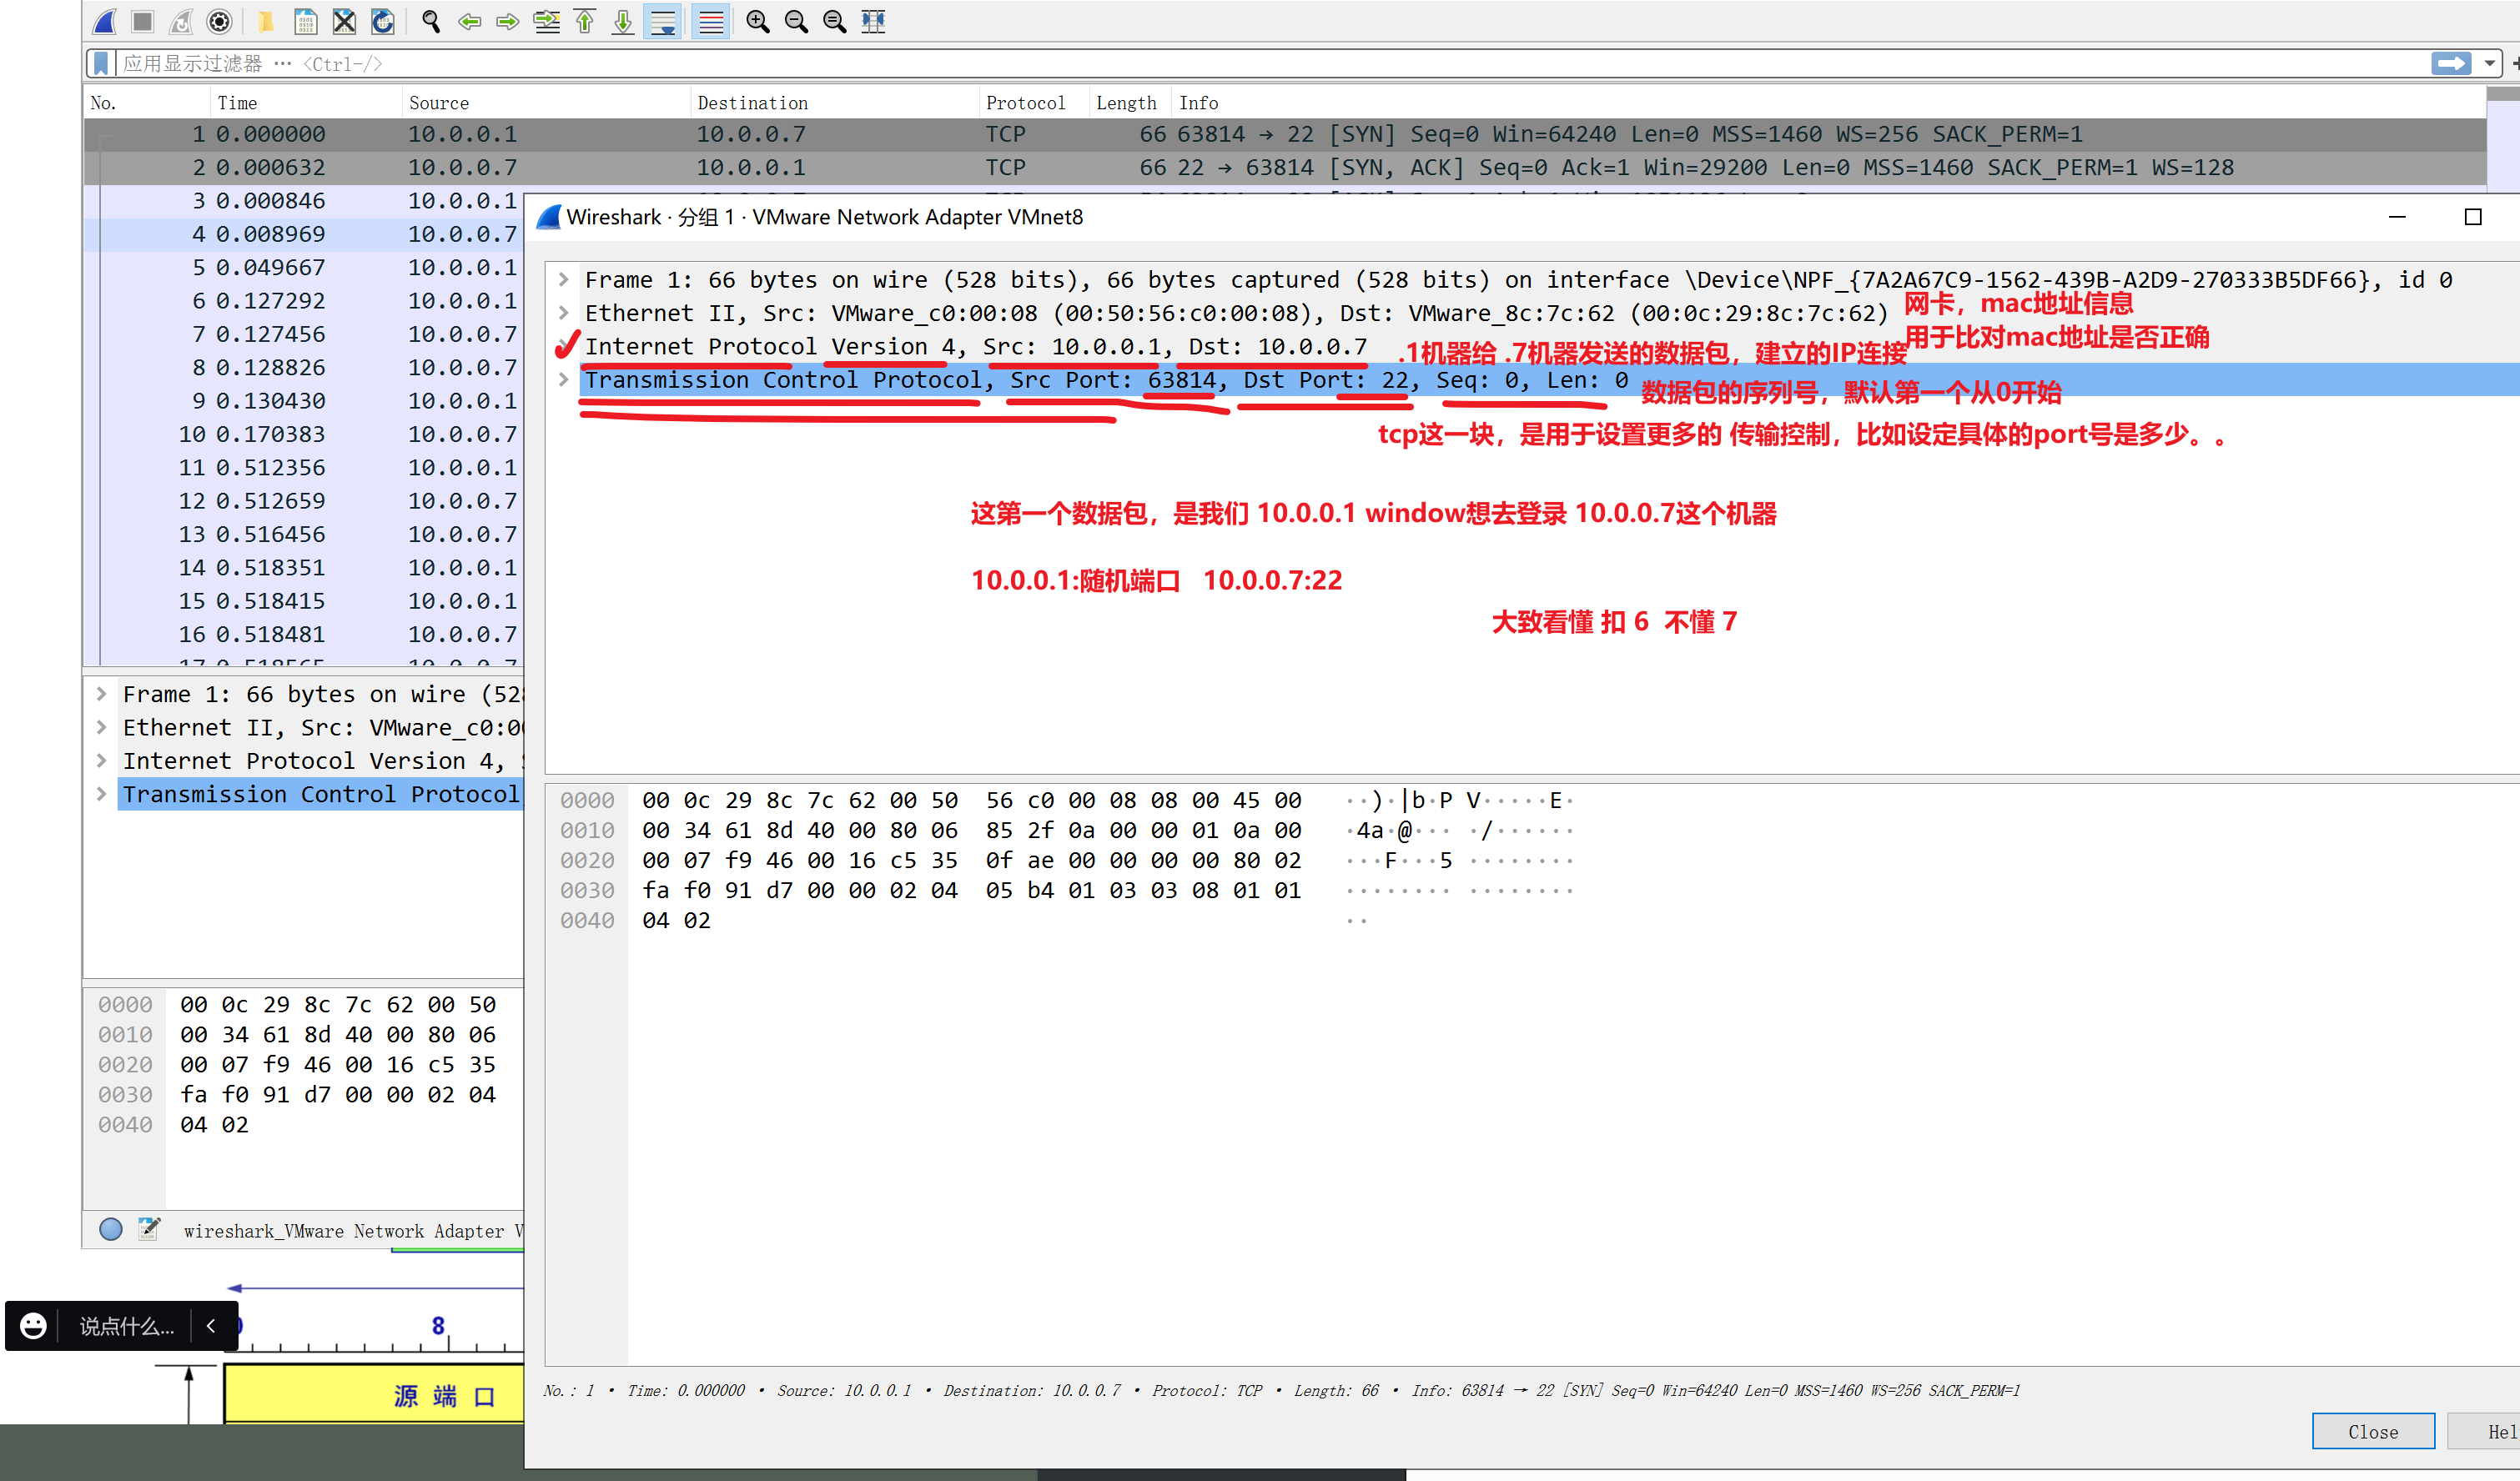 应用显示过滤器 … <Ctrl-/>
No. Time Source Destination Protocol Length Info
1 0.000000 10.0.0.1 10.0.0.7 TCP 66 63814 → 22 [SYN] Seq=0 Win=64240 Len=0 MSS=1460 WS=256 SACK_PERM=1
2 0.000632 10.0.0.7 10.0.0.1 TCP 66 22 → 63814 [SYN, ACK] Seq=0 Ack=1 Win=29200 Len=0 MSS=1460 SACK_PERM=1 WS=128
3 0.000846 10.0.0.1
4 0.008969 10.0.0.7
5 0.049667 10.0.0.1
6 0.127292 10.0.0.1
7 0.127456 10.0.0.7
8 0.128826 10.0.0.7
9 0.130430 10.0.0.1
10 0.170383 10.0.0.7
11 0.512356 10.0.0.1
12 0.512659 10.0.0.7
13 0.516456 10.0.0.7
14 0.518351 10.0.0.1
15 0.518415 10.0.0.1
16 0.518481 10.0.0.7
Frame 1: 66 bytes on wire (528
Ethernet II, Src: VMware_c0:00
Internet Protocol Version 4,
Transmission Control Protocol
0000 00 0c 29 8c 7c 62 00 50
0010 00 34 61 8d 40 00 80 06
0020 00 07 f9 46 00 16 c5 35
0030 fa f0 91 d7 00 00 02 04
0040 04 02
wireshark_VMware Network Adapter V
Wireshark · 分组 1 · VMware Network Adapter VMnet8
Frame 1: 66 bytes on wire (528 bits), 66 bytes captured (528 bits) on interface \Device\NPF_{7A2A67C9-1562-439B-A2D9-270333B5DF66}, id 0
Ethernet II, Src: VMware_c0:00:08 (00:50:56:c0:00:08), Dst: VMware_8c:7c:62 (00:0c:29:8c:7c:62)
网卡，mac地址信息
用于比对mac地址是否正确
Internet Protocol Version 4, Src: 10.0.0.1, Dst: 10.0.0.7
.1机器给 .7机器发送的数据包，建立的IP连接
Transmission Control Protocol, Src Port: 63814, Dst Port: 22, Seq: 0, Len: 0
数据包的序列号，默认第一个从0开始
tcp这一块，是用于设置更多的 传输控制，比如设定具体的port号是多少。。
这第一个数据包，是我们 10.0.0.1 window想去登录 10.0.0.7这个机器
10.0.0.1:随机端口 10.0.0.7:22
大致看懂 扣 6 不懂 7
0000 00 0c 29 8c 7c 62 00 50 56 c0 00 08 08 00 45 00 ··)·|b·P V·····E·
0010 00 34 61 8d 40 00 80 06 85 2f 0a 00 00 01 0a 00 ·4a·@··· ·/······
0020 00 07 f9 46 00 16 c5 35 0f ae 00 00 00 00 80 02 ···F···5 ········
0030 fa f0 91 d7 00 00 02 04 05 b4 01 03 03 08 01 01 ········ ········
0040 04 02 ··
No.: 1 · Time: 0.000000 · Source: 10.0.0.1 · Destination: 10.0.0.7 · Protocol: TCP · Length: 66 · Info: 63814 → 22 [SYN] Seq=0 Win=64240 Len=0 MSS=1460 WS=256 SACK_PERM=1
Close
说点什么...
8
源 端 口